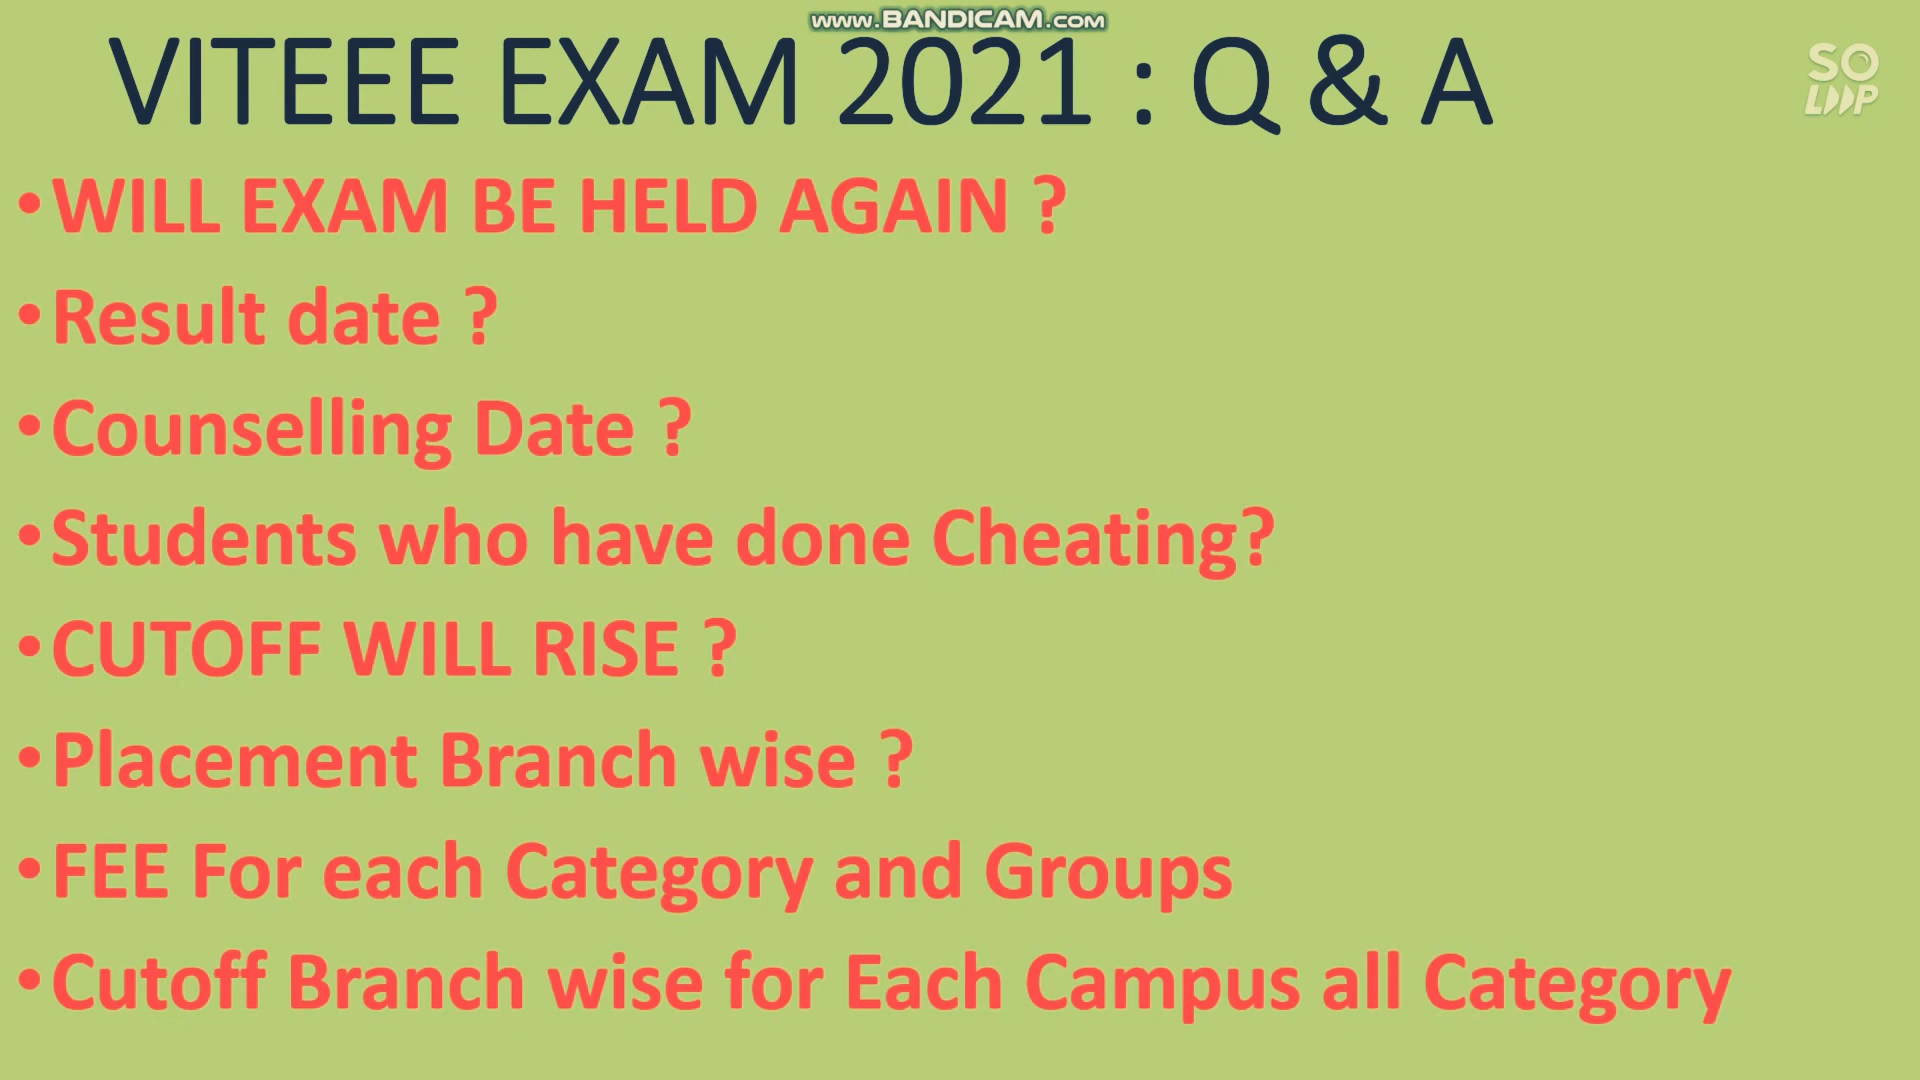 www.BANDICAM.com
VITEEE EXAM 2021 : Q & A
SO
LOOP
•WILL EXAM BE HELD AGAIN ?
•Result date ?
•Counselling Date ?
•Students who have done Cheating?
•CUTOFF WILL RISE ?
•Placement Branch wise ?
•FEE For each Category and Groups
•Cutoff Branch wise for Each Campus all Category